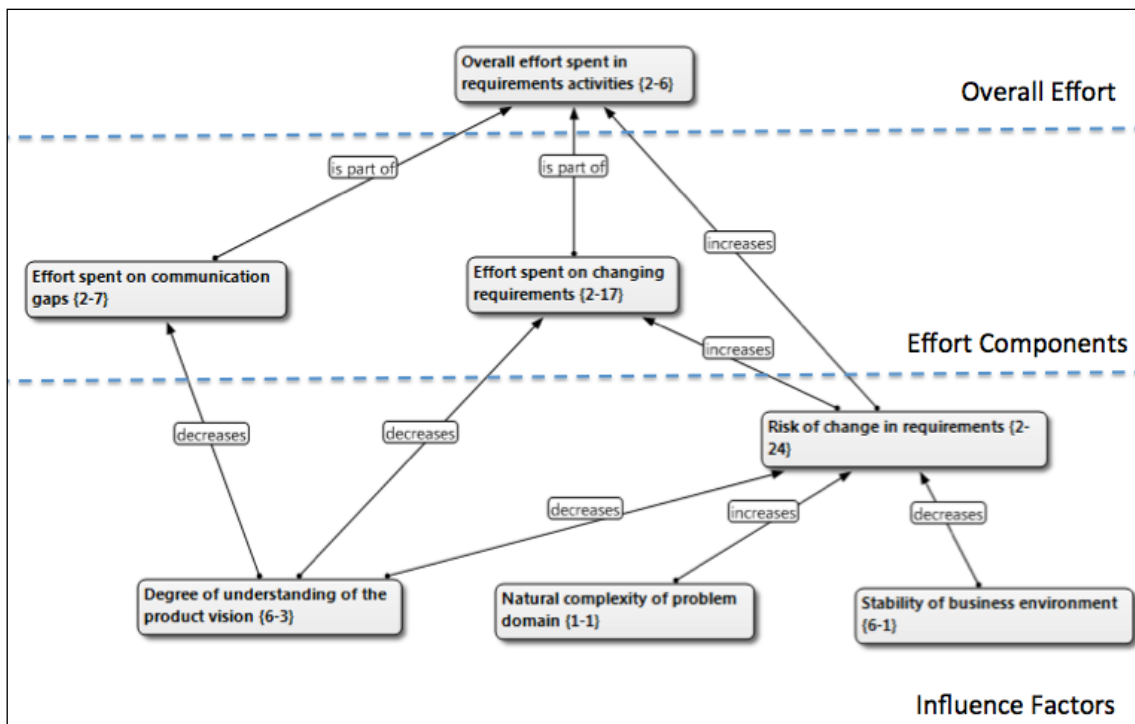 Overall effort spent in
requirements activities {2-6}
Overall Effort
is part of
is part of
increases
Effort spent on communication
gaps {2-7}
Effort spent on changing
requirements {2-17}
increases
Effort Components
decreases
decreases
Risk of change in requirements {2-
24}
decreases
increases
decreases
Degree of understanding of the
product vision {6-3}
Natural complexity of problem
domain {1-1}
Stability of business environment
{6-1}
Influence Factors